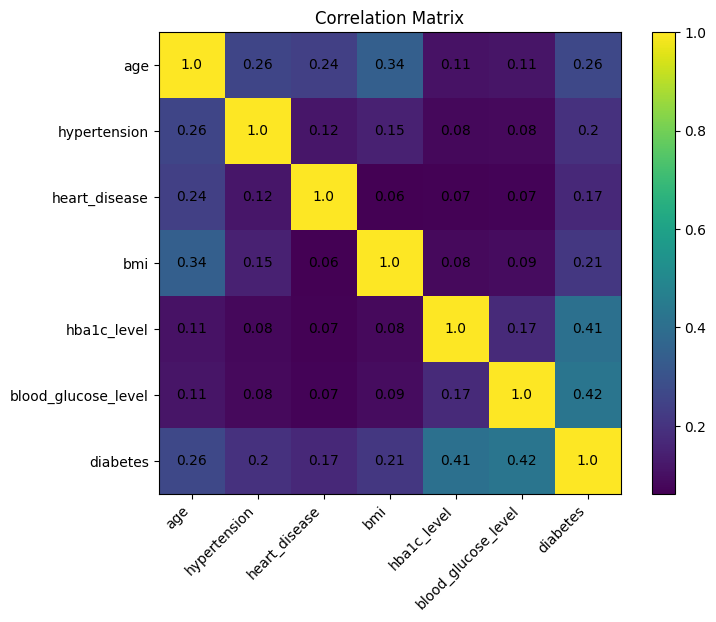 Correlation Matrix
age 1.0 0.26 0.24 0.34 0.11 0.11 0.26
hypertension 0.26 1.0 0.12 0.15 0.08 0.08 0.2
heart_disease 0.24 0.12 1.0 0.06 0.07 0.07 0.17
bmi 0.34 0.15 0.06 1.0 0.08 0.09 0.21
hba1c_level 0.11 0.08 0.07 0.08 1.0 0.17 0.41
blood_glucose_level 0.11 0.08 0.07 0.09 0.17 1.0 0.42
diabetes 0.26 0.2 0.17 0.21 0.41 0.42 1.0
age
hypertension
heart_disease
bmi
hba1c_level
blood_glucose_level
diabetes
1.0
0.8
0.6
0.4
0.2